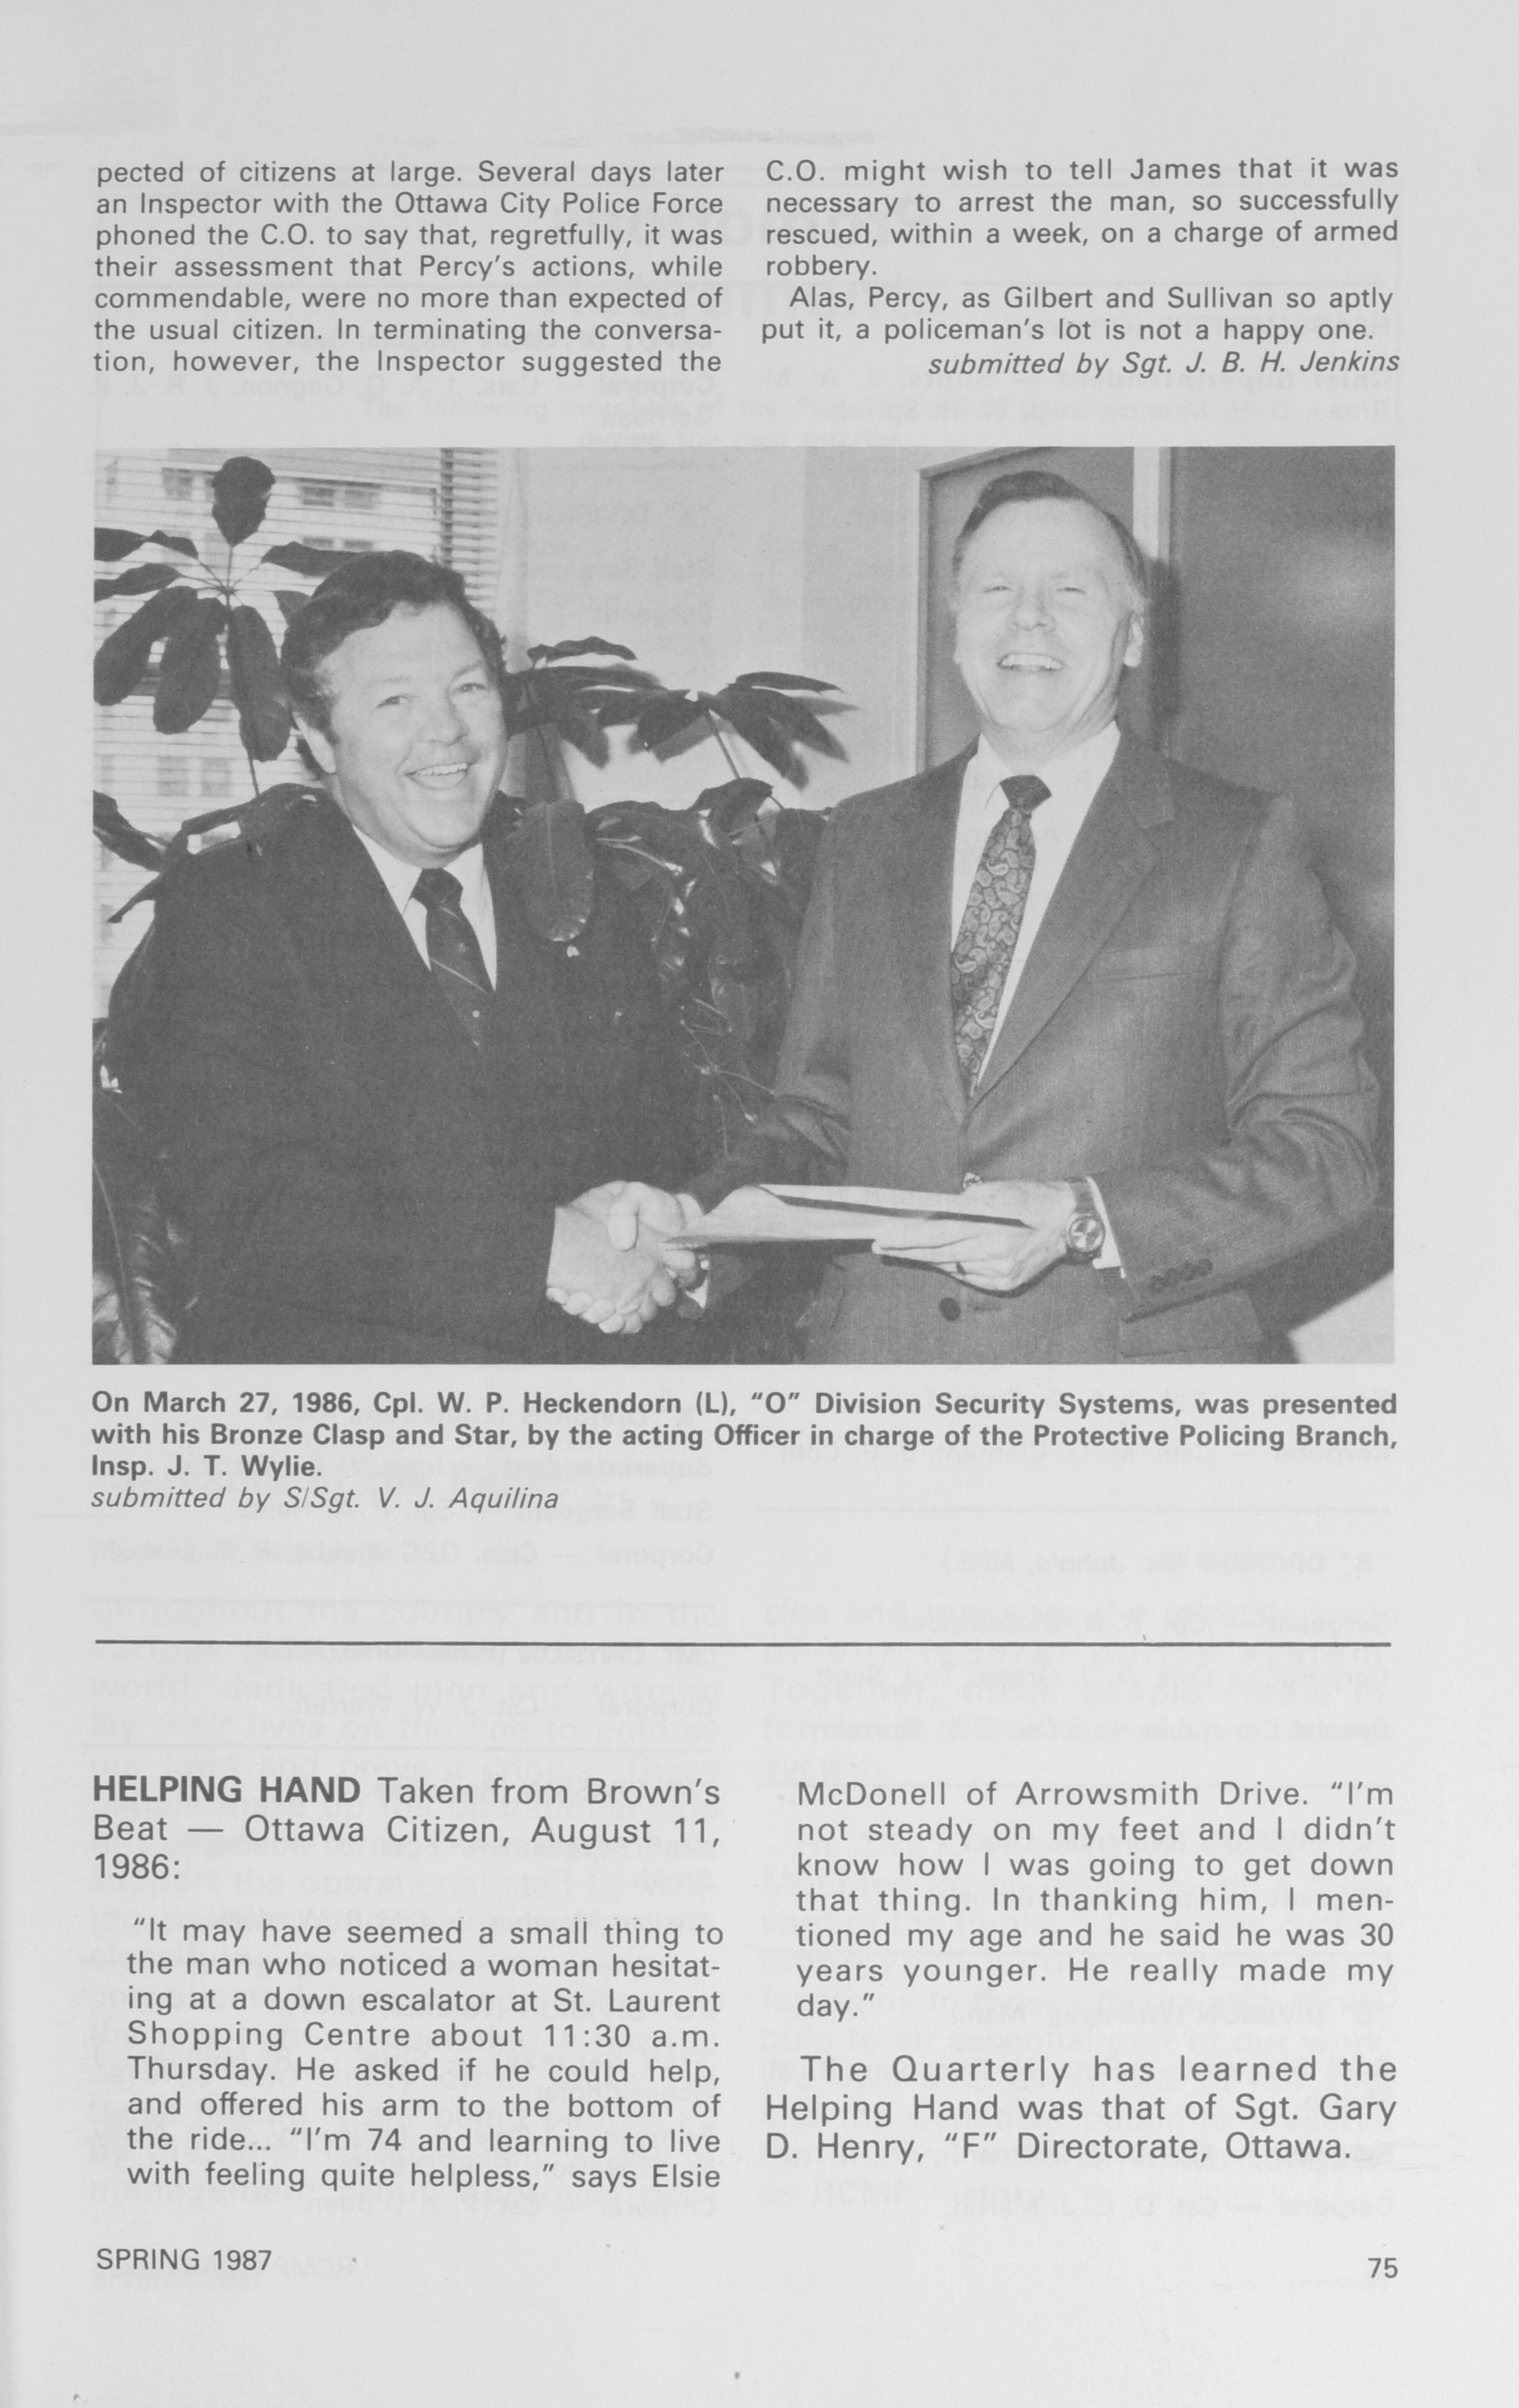 pected of citizens at large. Several days later
an Inspector with the Ottawa City Police Force
phoned the C.O. to say that, regretfully, it was
their assessment that Percy's actions, while
commendable, were no more than expected of
the usual citizen. In terminating the conversa-
tion, however, the Inspector suggested the
C.O. might wish to tell James that it was
necessary to arrest the man, so successfully
rescued, within a week, on a charge of armed
robbery.
Alas, Percy, as Gilbert and Sullivan so aptly
put it, a policeman's lot is not a happy one.
submitted by Sgt. J. B. H. Jenkins
On March 27, 1986, Cpl. W. P. Heckendorn (L), "O" Division Security Systems, was presented
with his Bronze Clasp and Star, by the acting Officer in charge of the Protective Policing Branch,
Insp. J. T. Wylie.
submitted by S/Sgt. V. J. Aquilina
HELPING HAND Taken from Brown's
Beat — Ottawa Citizen, August 11,
1986:
"It may have seemed a small thing to
the man who noticed a woman hesitat-
ing at a down escalator at St. Laurent
Shopping Centre about 11:30 a.m.
Thursday. He asked if he could help,
and offered his arm to the bottom of
the ride... "I'm 74 and learning to live
with feeling quite helpless," says Elsie
McDonell of Arrowsmith Drive. "I'm
not steady on my feet and I didn't
know how I was going to get down
that thing. In thanking him, I men-
tioned my age and he said he was 30
years younger. He really made my
day."
The Quarterly has learned the
Helping Hand was that of Sgt. Gary
D. Henry, "F" Directorate, Ottawa.
SPRING 1987
75